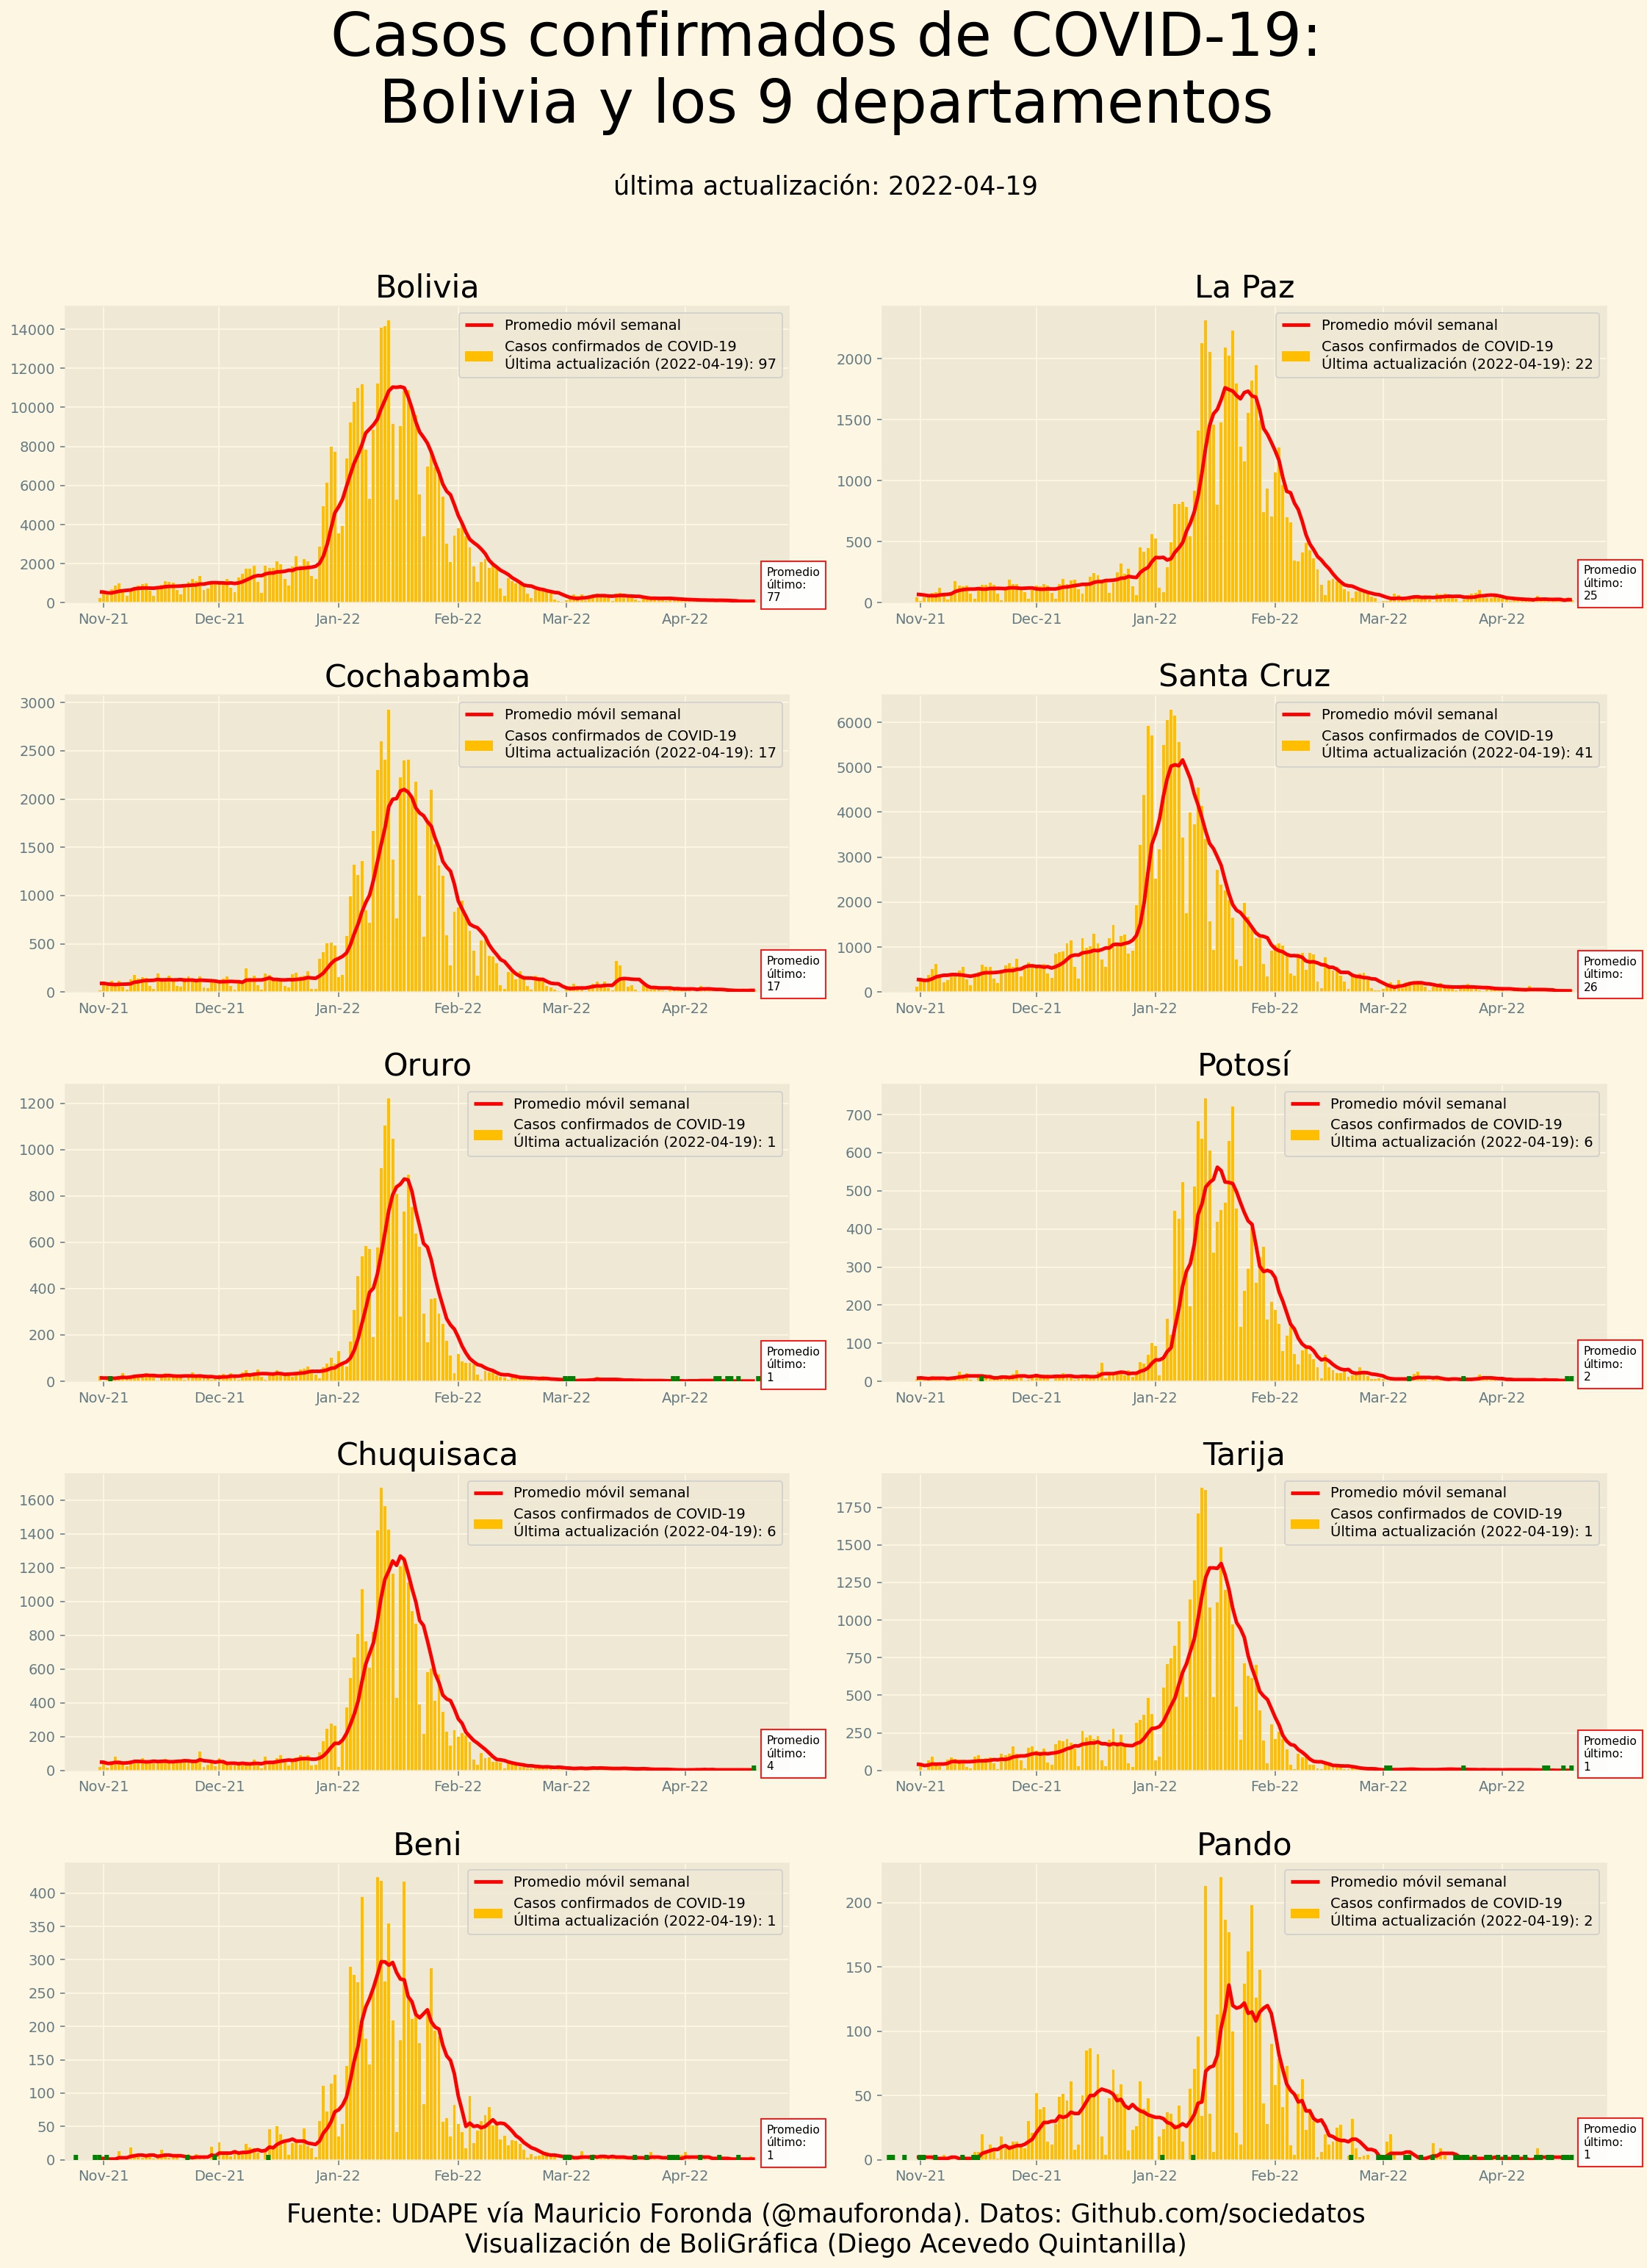 Casos confirmados de COVID-19:
Bolivia y los 9 departamentos
última actualización: 2022-04-19
Bolivia
14000
12000
10000
8000
6000
4000
2000
0
Promedio móvil semanal
Casos confirmados de COVID-19
Última actualización (2022-04-19): 97
Promedio
último:
77
Nov-21 Dec-21 Jan-22 Feb-22 Mar-22 Apr-22
La Paz
2000
1500
1000
500
0
Promedio móvil semanal
Casos confirmados de COVID-19
Última actualización (2022-04-19): 22
Promedio
último:
25
Nov-21 Dec-21 Jan-22 Feb-22 Mar-22 Apr-22
Cochabamba
3000
2500
2000
1500
1000
500
0
Promedio móvil semanal
Casos confirmados de COVID-19
Última actualización (2022-04-19): 17
Promedio
último:
17
Nov-21 Dec-21 Jan-22 Feb-22 Mar-22 Apr-22
Santa Cruz
6000
5000
4000
3000
2000
1000
0
Promedio móvil semanal
Casos confirmados de COVID-19
Última actualización (2022-04-19): 41
Promedio
último:
26
Nov-21 Dec-21 Jan-22 Feb-22 Mar-22 Apr-22
Oruro
1200
1000
800
600
400
200
0
Promedio móvil semanal
Casos confirmados de COVID-19
Última actualización (2022-04-19): 1
Promedio
último:
1
Nov-21 Dec-21 Jan-22 Feb-22 Mar-22 Apr-22
Potosí
700
600
500
400
300
200
100
0
Promedio móvil semanal
Casos confirmados de COVID-19
Última actualización (2022-04-19): 6
Promedio
último:
2
Nov-21 Dec-21 Jan-22 Feb-22 Mar-22 Apr-22
Chuquisaca
1600
1400
1200
1000
800
600
400
200
0
Promedio móvil semanal
Casos confirmados de COVID-19
Última actualización (2022-04-19): 6
Promedio
último:
4
Nov-21 Dec-21 Jan-22 Feb-22 Mar-22 Apr-22
Tarija
1750
1500
1250
1000
750
500
250
0
Promedio móvil semanal
Casos confirmados de COVID-19
Última actualización (2022-04-19): 1
Promedio
último:
1
Nov-21 Dec-21 Jan-22 Feb-22 Mar-22 Apr-22
Beni
400
350
300
250
200
150
100
50
0
Promedio móvil semanal
Casos confirmados de COVID-19
Última actualización (2022-04-19): 1
Promedio
último:
1
Nov-21 Dec-21 Jan-22 Feb-22 Mar-22 Apr-22
Pando
200
150
100
50
0
Promedio móvil semanal
Casos confirmados de COVID-19
Última actualización (2022-04-19): 2
Promedio
último:
1
Nov-21 Dec-21 Jan-22 Feb-22 Mar-22 Apr-22
Fuente: UDAPE vía Mauricio Foronda (@mauforonda). Datos: Github.com/sociedatos
Visualización de BoliGráfica (Diego Acevedo Quintanilla)